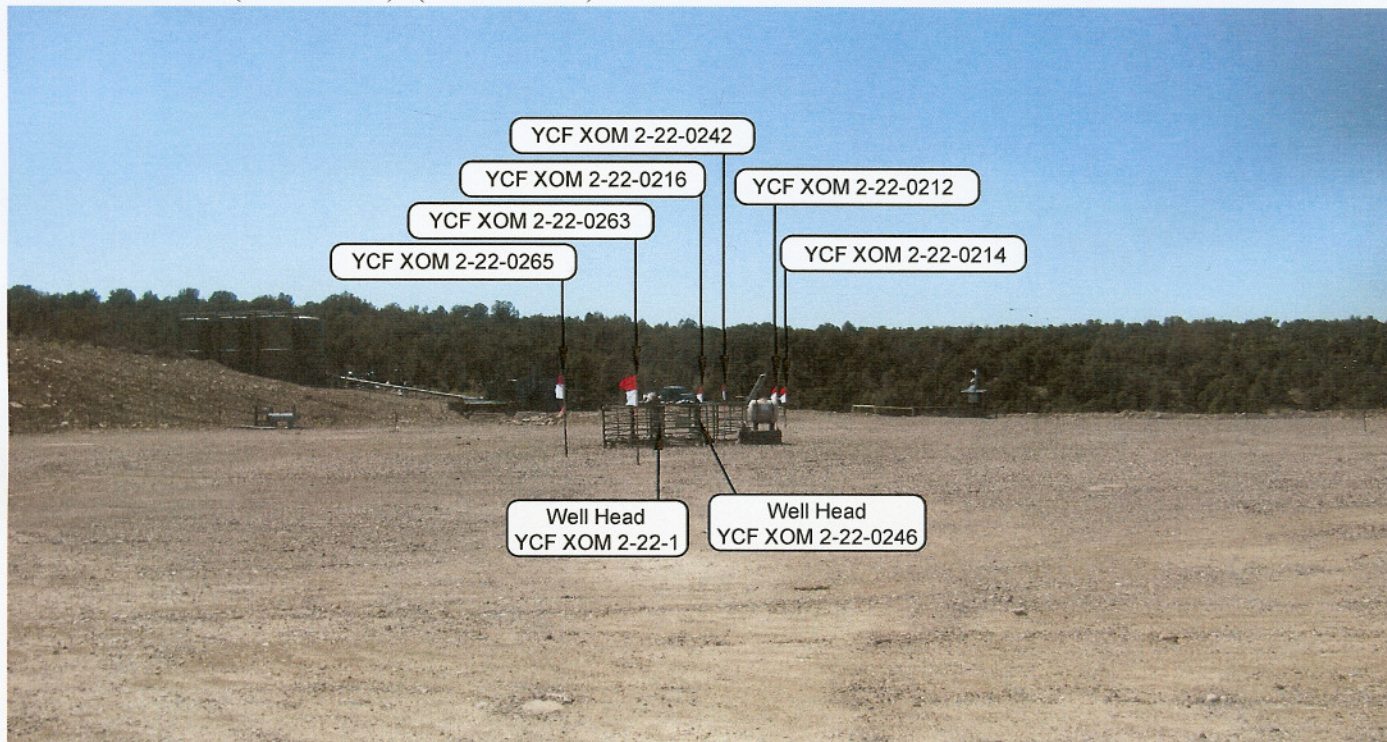 YCF XOM 2-22-0242
YCF XOM 2-22-0216
YCF XOM 2-22-0212
YCF XOM 2-22-0263
YCF XOM 2-22-0214
YCF XOM 2-22-0265
Well Head
YCF XOM 2-22-1
Well Head
YCF XOM 2-22-0246